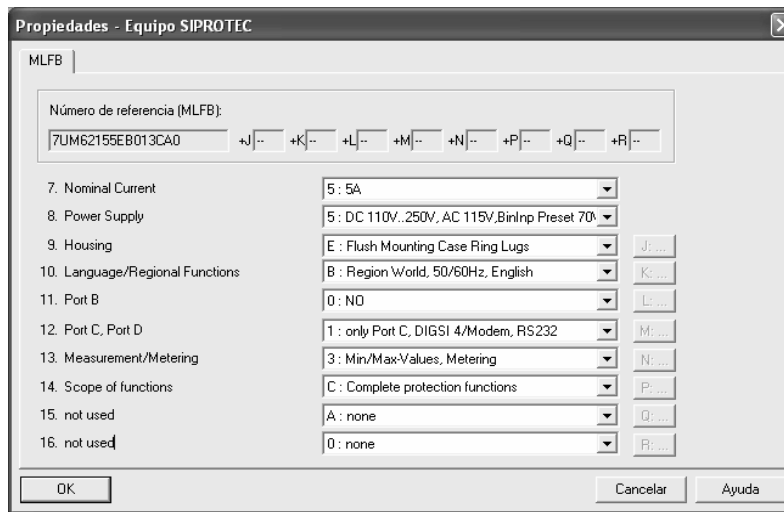 Propiedades - Equipo SIPROTEC
MLFB
Número de referencia (MLFB):
7UM62155EB013CA0 +J -- +K -- +L -- +M -- +N -- +P -- +Q -- +R --
7. Nominal Current 5 : 5A
8. Power Supply 5 : DC 110V..250V, AC 115V,BinInp Preset 70V
9. Housing E : Flush Mounting Case Ring Lugs J: ...
10. Language/Regional Functions B : Region World, 50/60Hz, English K: ...
11. Port B 0 : NO L: ...
12. Port C, Port D 1 : only Port C, DIGSI 4/Modem, RS232 M: ...
13. Measurement/Metering 3 : Min/Max-Values, Metering N: ...
14. Scope of functions C : Complete protection functions P: ...
15. not used A : none Q: ...
16. not used 0 : none R: ...
OK Cancelar Ayuda